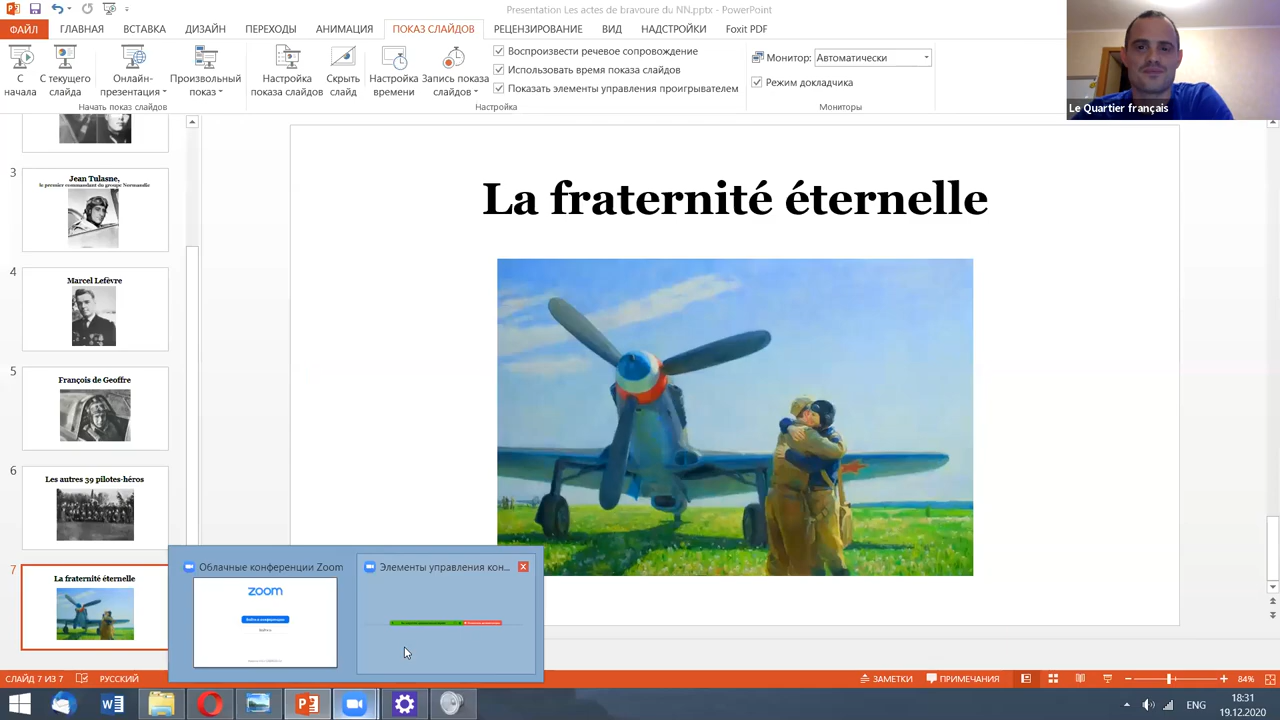 Presentation Les actes de bravoure du NN.pptx - PowerPoint
ФАЙЛ ГЛАВНАЯ ВСТАВКА ДИЗАЙН ПЕРЕХОДЫ АНИМАЦИЯ ПОКАЗ СЛАЙДОВ РЕЦЕНЗИРОВАНИЕ ВИД НАДСТРОЙКИ Foxit PDF
С начала
С текущего слайда
Онлайн-презентация
Произвольный показ
Начать показ слайдов
Настройка показа слайдов
Скрыть слайд
Настройка времени
Запись показа слайдов
Воспроизвести речевое сопровождение
Использовать время показа слайдов
Показать элементы управления проигрывателем
Настройка
Монитор: Автоматически
Режим докладчика
Мониторы
Le Quartier français
3
Jean Tulasne,
le premier commandant du groupe Normandie
4
Marcel Lefèvre
5
François de Geoffre
6
Les autres 39 pilotes-héros
7
La fraternité éternelle
La fraternité éternelle
Облачные конференции Zoom
zoom
Войти в конференцию
Войти в
Элементы управления кон...
СЛАЙД 7 ИЗ 7 РУССКИЙ ЗАМЕТКИ ПРИМЕЧАНИЯ 84%
ENG
18:31
19.12.2020